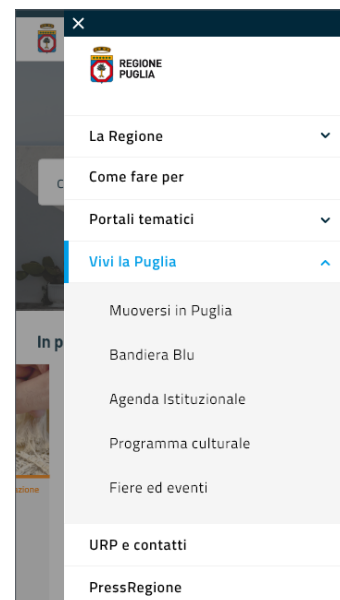 REGIONE
PUGLIA
La Regione
Come fare per
Portali tematici
Vivi la Puglia
Muoversi in Puglia
In p
Bandiera Blu
Agenda Istituzionale
Programma culturale
Fiere ed eventi
azione
URP e contatti
PressRegione